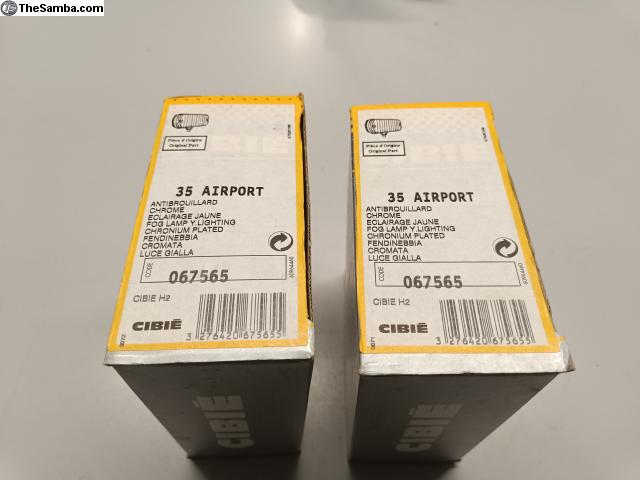 TheSamba.com
Pièce d'Origine
Original Part
35 AIRPORT
ANTIBROUILLARD
CHROME
ECLAIRAGE JAUNE
FOG LAMP Y.LIGHTING
CHRONIUM PLATED
FENDINEBBIA
CROMATA
LUCE GIALLA
CODE
067565
CIBIE H2
CIBIÉ
3 276420 675655
CIBIÉ
Pièce d'Origine
Original Part
35 AIRPORT
ANTIBROUILLARD
CHROME
ECLAIRAGE JAUNE
FOG LAMP Y.LIGHTING
CHRONIUM PLATED
FENDINEBBIA
CROMATA
LUCE GIALLA
CODE
067565
CIBIE H2
CIBIÉ
3 276420 675655
CIBIÉ